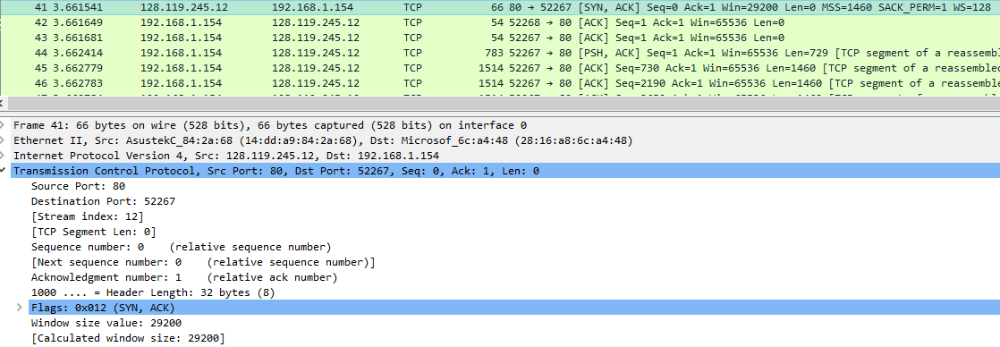 41 3.661541 128.119.245.12 192.168.1.154 TCP 66 80 → 52267 [SYN, ACK] Seq=0 Ack=1 Win=29200 Len=0 MSS=1460 SACK_PERM=1 WS=128
42 3.661649 192.168.1.154 128.119.245.12 TCP 54 52268 → 80 [ACK] Seq=1 Ack=1 Win=65536 Len=0
43 3.661681 192.168.1.154 128.119.245.12 TCP 54 52267 → 80 [ACK] Seq=1 Ack=1 Win=65536 Len=0
44 3.662414 192.168.1.154 128.119.245.12 TCP 783 52267 → 80 [PSH, ACK] Seq=1 Ack=1 Win=65536 Len=729 [TCP segment of a reassembl
45 3.662779 192.168.1.154 128.119.245.12 TCP 1514 52267 → 80 [ACK] Seq=730 Ack=1 Win=65536 Len=1460 [TCP segment of a reassembled
46 3.662783 192.168.1.154 128.119.245.12 TCP 1514 52267 → 80 [ACK] Seq=2190 Ack=1 Win=65536 Len=1460 [TCP segment of a reassemble
Frame 41: 66 bytes on wire (528 bits), 66 bytes captured (528 bits) on interface 0
Ethernet II, Src: AsustekC_84:2a:68 (14:dd:a9:84:2a:68), Dst: Microsof_6c:a4:48 (28:16:a8:6c:a4:48)
Internet Protocol Version 4, Src: 128.119.245.12, Dst: 192.168.1.154
Transmission Control Protocol, Src Port: 80, Dst Port: 52267, Seq: 0, Ack: 1, Len: 0
Source Port: 80
Destination Port: 52267
[Stream index: 12]
[TCP Segment Len: 0]
Sequence number: 0 (relative sequence number)
[Next sequence number: 0 (relative sequence number)]
Acknowledgment number: 1 (relative ack number)
1000 .... = Header Length: 32 bytes (8)
Flags: 0x012 (SYN, ACK)
Window size value: 29200
[Calculated window size: 29200]